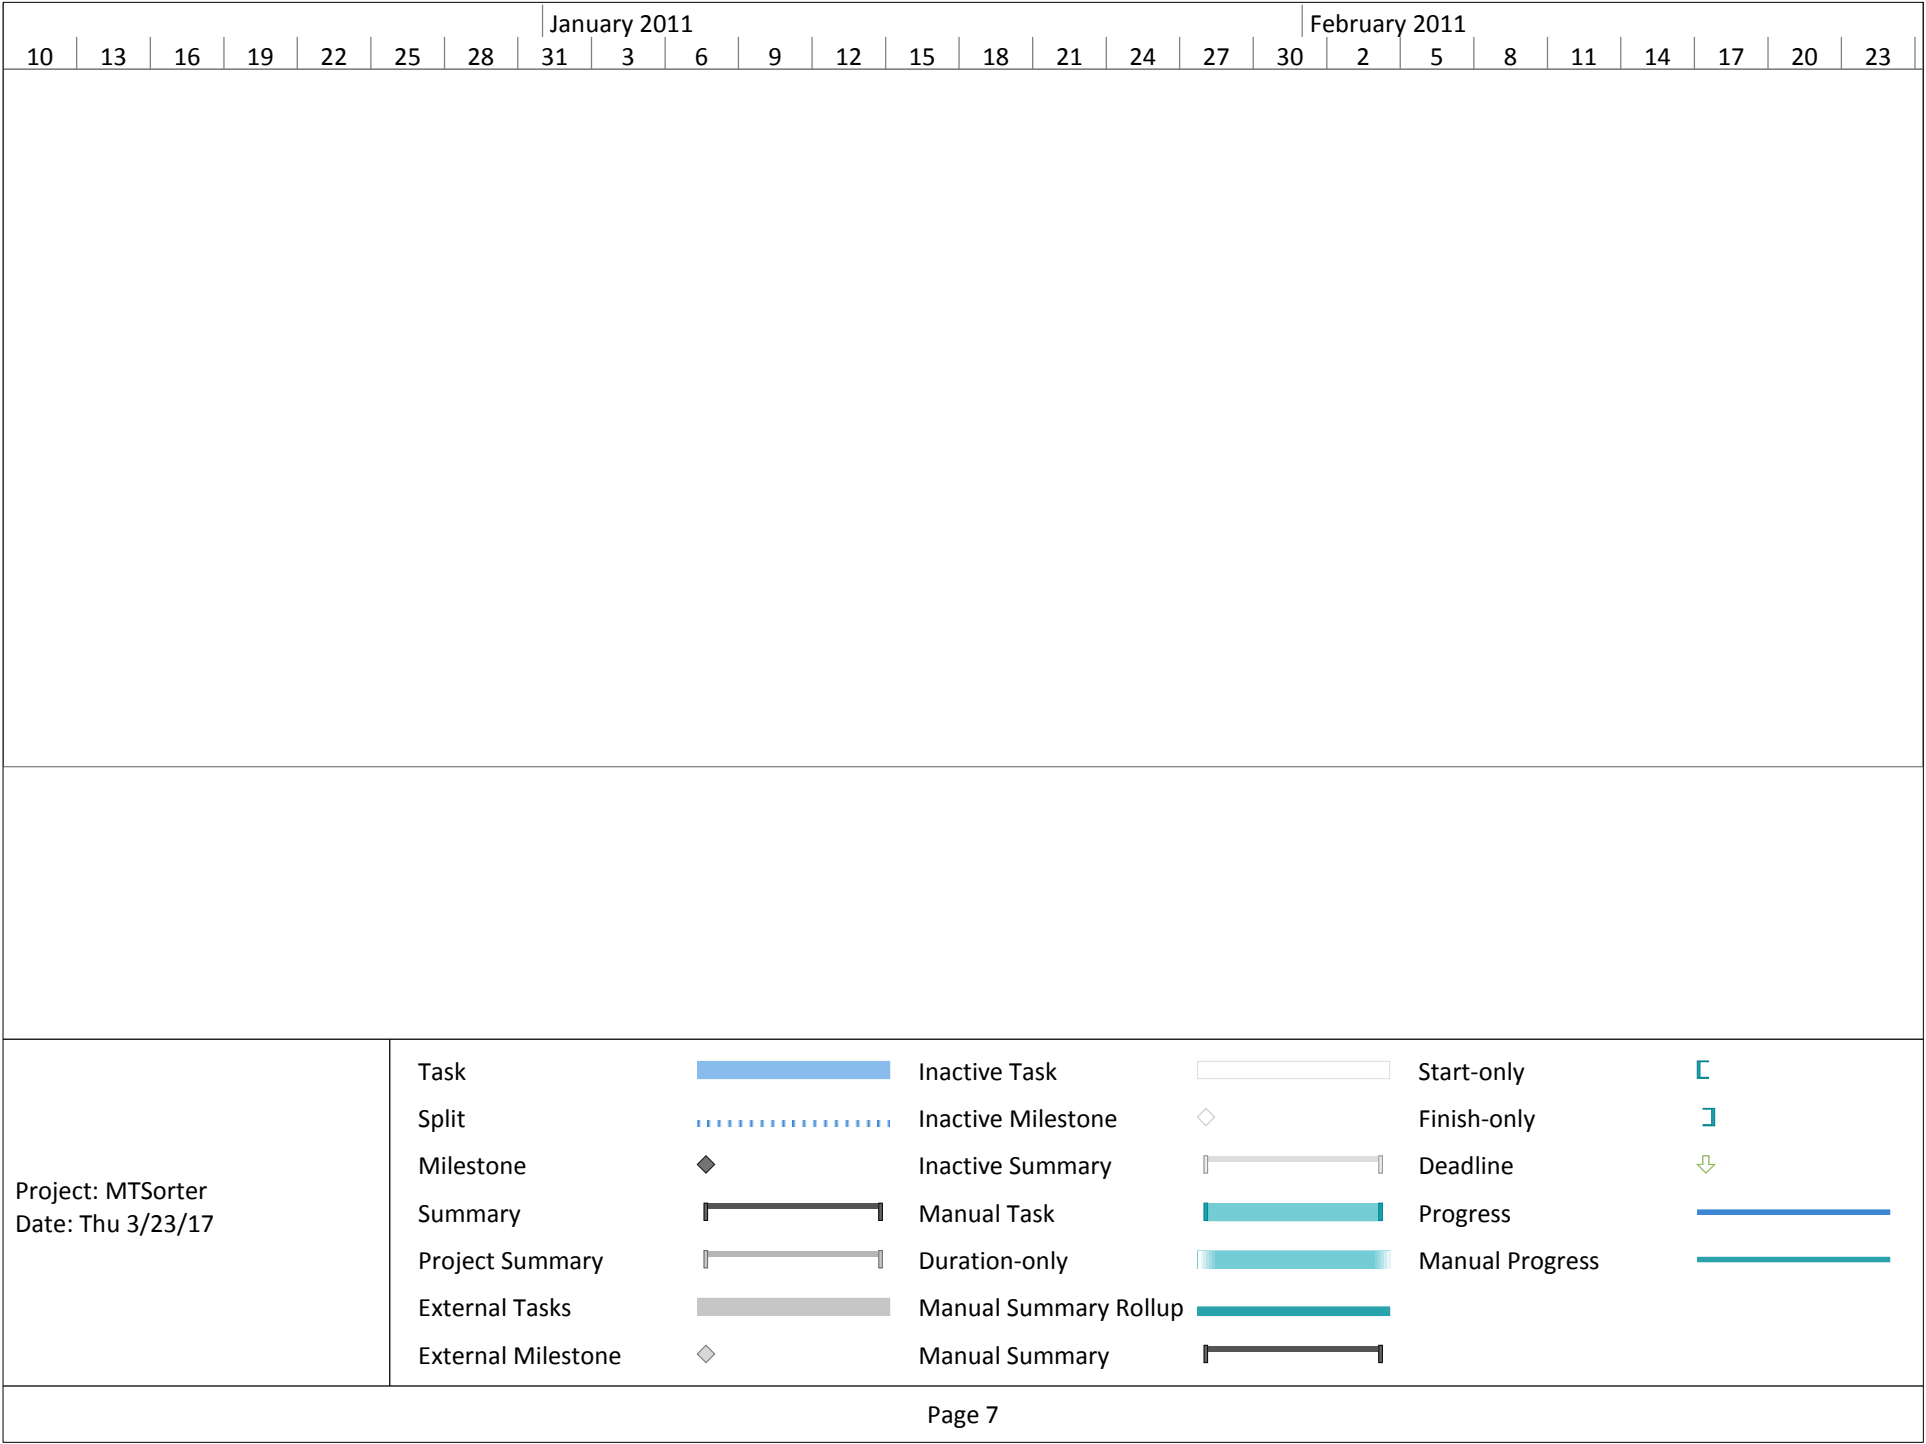 January 2011 February 2011
10 13 16 19 22 25 28 31 3 6 9 12 15 18 21 24 27 30 2 5 8 11 14 17 20 23
Project: MTSorter
Date: Thu 3/23/17
Task
Split
Milestone
Summary
Project Summary
External Tasks
External Milestone
Inactive Task
Inactive Milestone
Inactive Summary
Manual Task
Duration-only
Manual Summary Rollup
Manual Summary
Start-only
Finish-only
Deadline
Progress
Manual Progress
Page 7